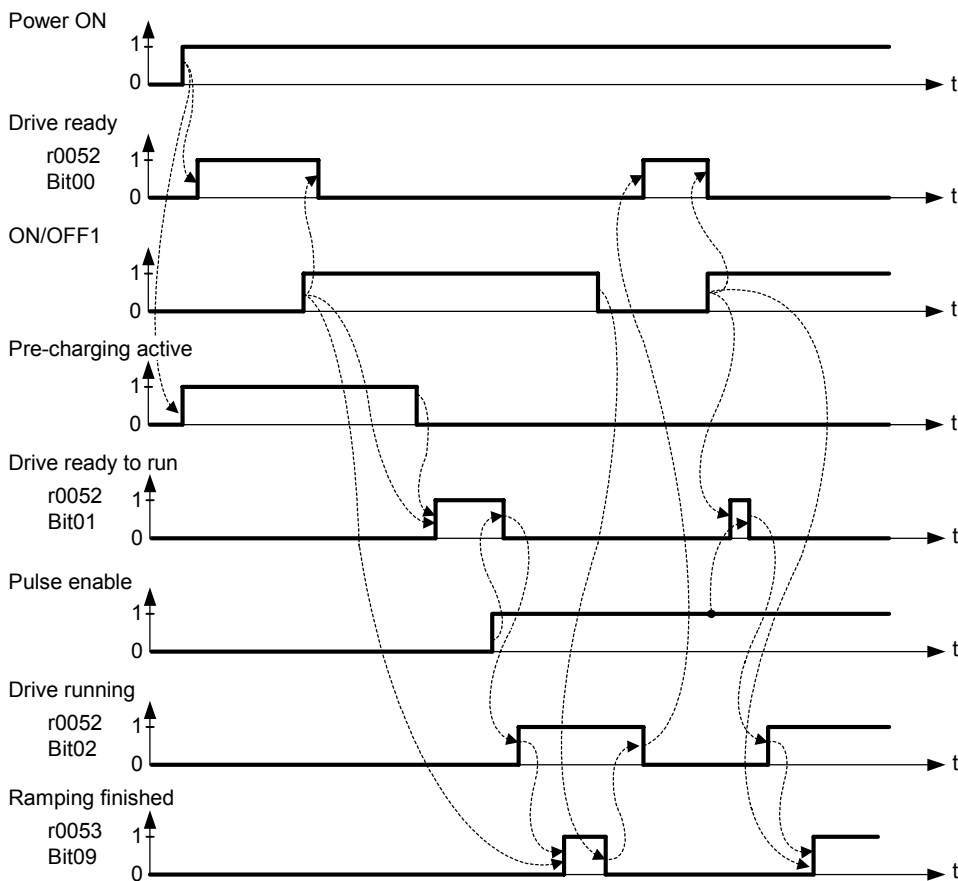 Power ON
1
0
t
Drive ready
r0052
Bit00
1
0
t
ON/OFF1
1
0
t
Pre-charging active
1
0
t
Drive ready to run
r0052
Bit01
1
0
t
Pulse enable
1
0
t
Drive running
r0052
Bit02
1
0
t
Ramping finished
r0053
Bit09
1
0
t